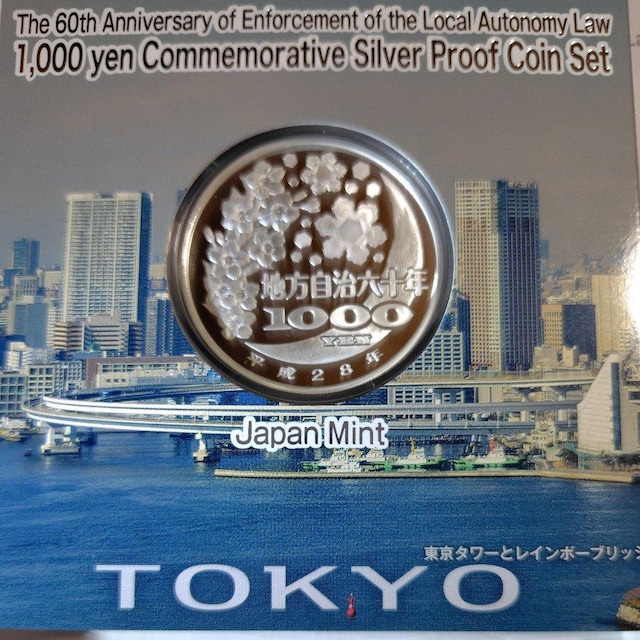 The 60th Anniversary of Enforcement of the Local Autonomy Law
1,000 yen Commemorative Silver Proof Coin Set
地方自治六十年
1000
YEN
平成28年
Japan Mint
東京タワーとレインボーブリッジ
TOKYO